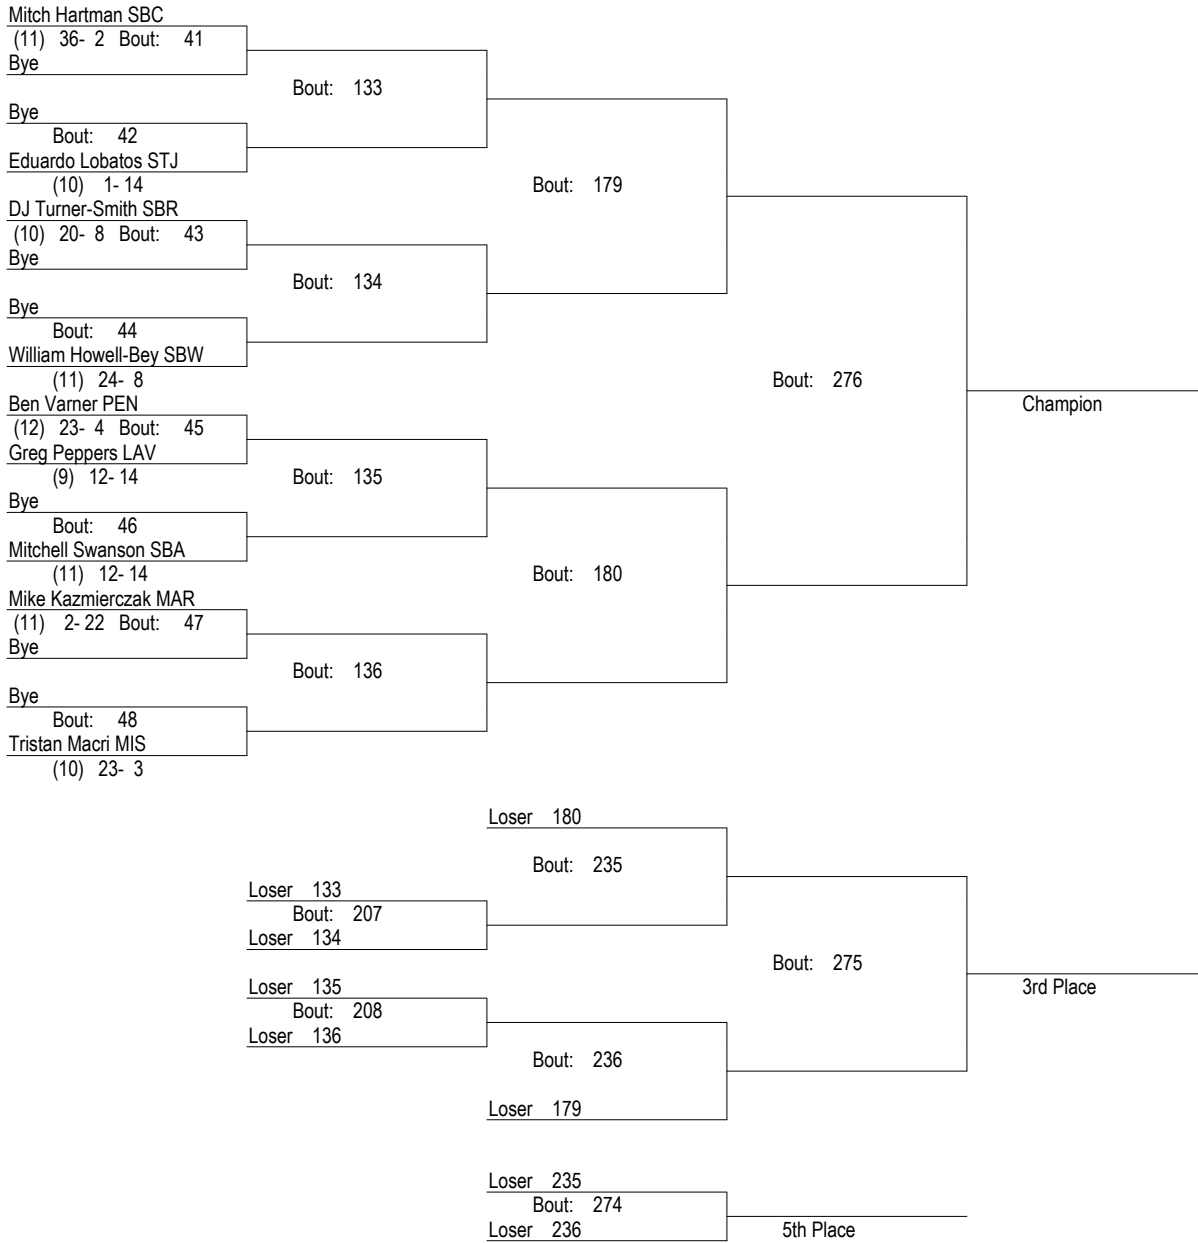 Mitch Hartman SBC
(11) 36- 2 Bout: 41
Bye
Bout: 133
Bye
Bout: 42
Eduardo Lobatos STJ
(10) 1- 14
Bout: 179
DJ Turner-Smith SBR
(10) 20- 8 Bout: 43
Bye
Bout: 134
Bye
Bout: 44
William Howell-Bey SBW
(11) 24- 8
Bout: 276
Ben Varner PEN
Champion
(12) 23- 4 Bout: 45
Greg Peppers LAV
(9) 12- 14
Bout: 135
Bye
Bout: 46
Mitchell Swanson SBA
(11) 12- 14
Bout: 180
Mike Kazmierczak MAR
(11) 2- 22 Bout: 47
Bye
Bout: 136
Bye
Bout: 48
Tristan Macri MIS
(10) 23- 3
Loser 180
Bout: 235
Loser 133
Bout: 207
Loser 134
Bout: 275
Loser 135
3rd Place
Bout: 208
Loser 136
Bout: 236
Loser 179
Loser 235
Bout: 274
Loser 236
5th Place